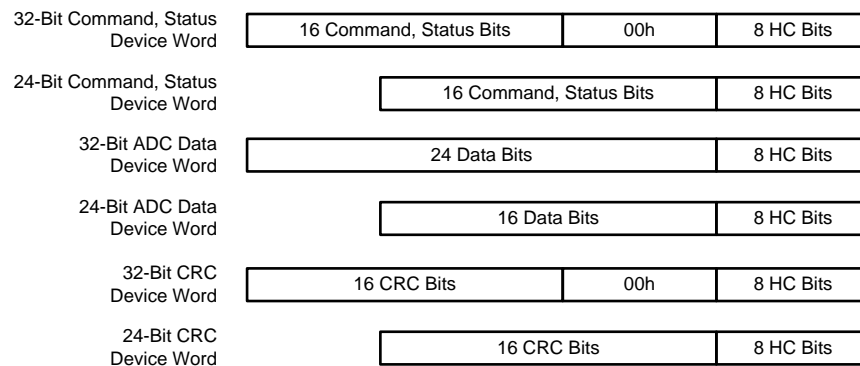 32-Bit Command, Status
Device Word
16 Command, Status Bits 00h 8 HC Bits
24-Bit Command, Status
Device Word
16 Command, Status Bits 8 HC Bits
32-Bit ADC Data
Device Word
24 Data Bits 8 HC Bits
24-Bit ADC Data
Device Word
16 Data Bits 8 HC Bits
32-Bit CRC
Device Word
16 CRC Bits 00h 8 HC Bits
24-Bit CRC
Device Word
16 CRC Bits 8 HC Bits